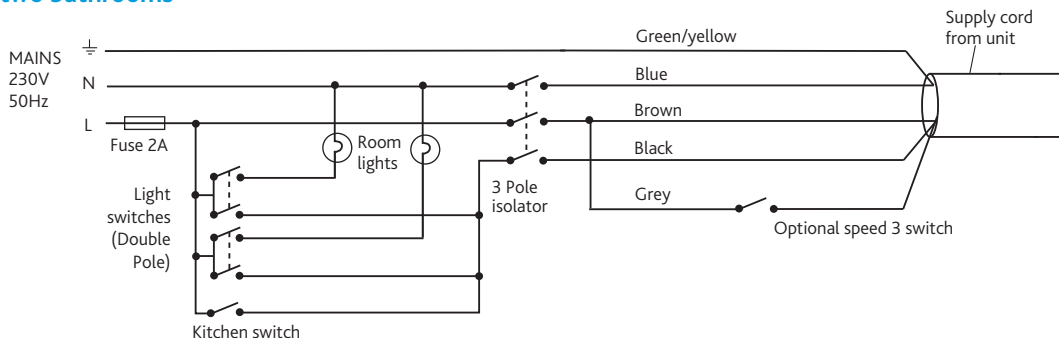 two bathrooms
Supply cord
from unit
Green/yellow
MAINS
230V
50Hz
N
Blue
L
Brown
Fuse 2A
Room
lights
Black
Light
switches
(Double
Pole)
3 Pole
isolator
Grey
Optional speed 3 switch
Kitchen switch